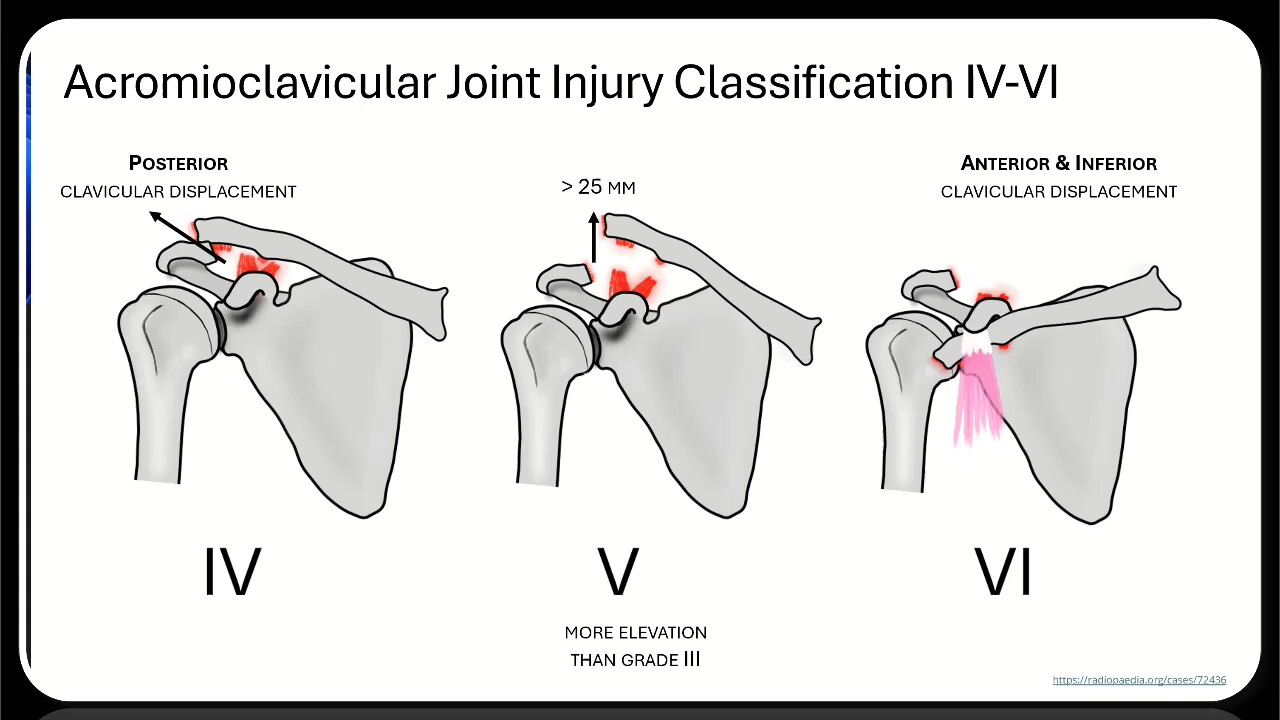 Acromioclavicular Joint Injury Classification IV-VI
POSTERIOR
CLAVICULAR DISPLACEMENT
> 25 MM
ANTERIOR & INFERIOR
CLAVICULAR DISPLACEMENT
IV
V
VI
MORE ELEVATION
THAN GRADE III
https://radiopaedia.org/cases/72436